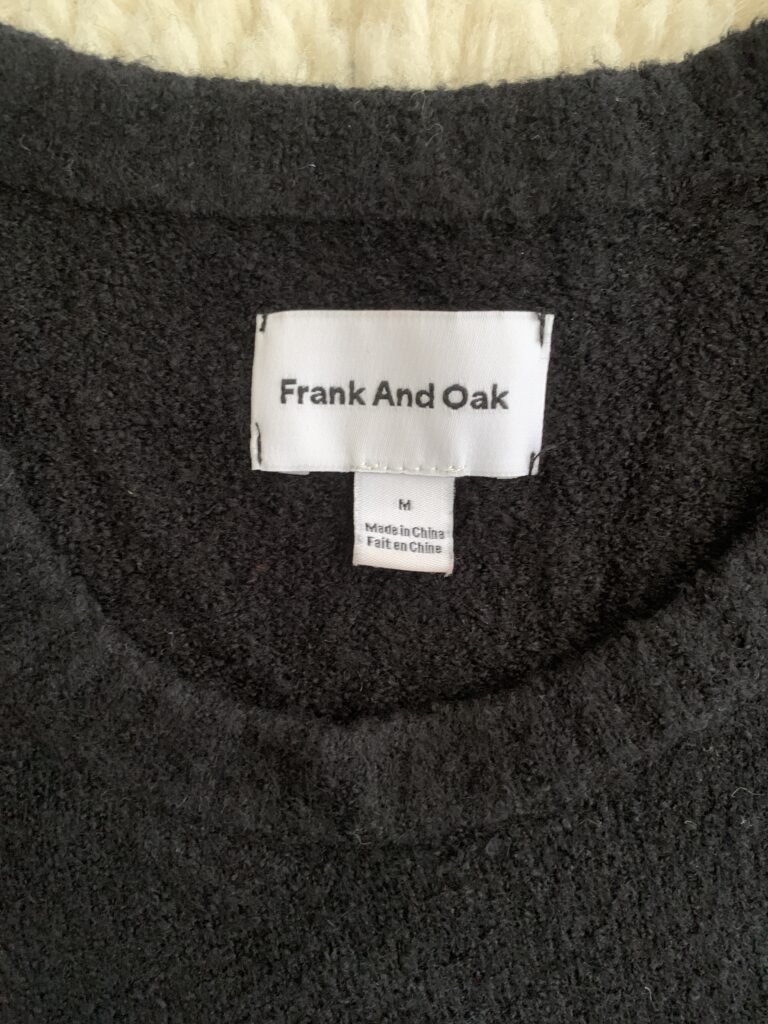 Frank And Oak
M
Made in China
Fait en Chine